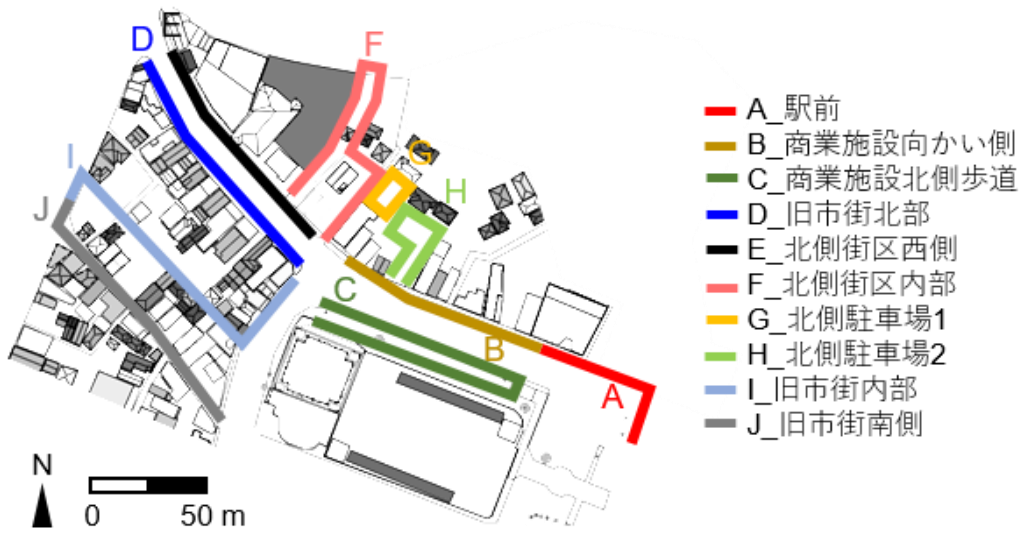 D
F
I
G
H
J
C
B
A
N
0 50 m
A_駅前
B_商業施設向かい側
C_商業施設北側歩道
D_旧市街北部
E_北側街区西側
F_北側街区内部
G_北側駐車場1
H_北側駐車場2
I_旧市街内部
J_旧市街南側